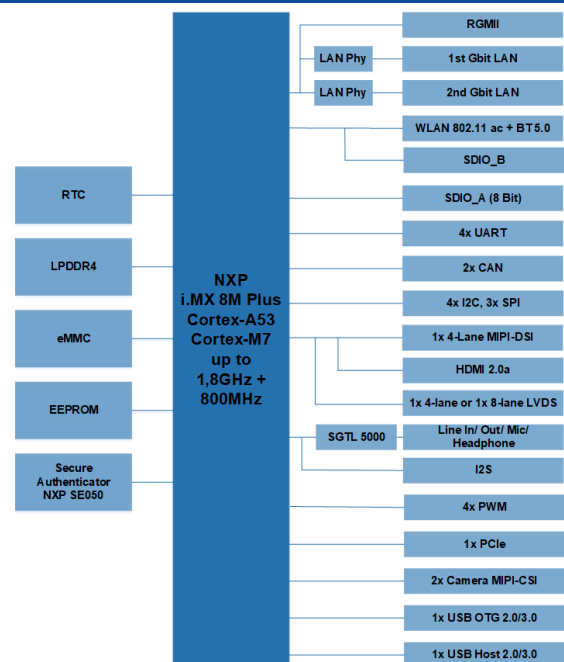 RTC
LPDDR4
eMMC
EEPROM
Secure
Authenticator
NXP SE050
NXP
i.MX 8M Plus
Cortex-A53
Cortex-M7
up to
1,8GHz +
800MHz
RGMII
LAN Phy
1st Gbit LAN
LAN Phy
2nd Gbit LAN
WLAN 802.11 ac + BT5.0
SDIO_B
SDIO_A (8 Bit)
4x UART
2x CAN
4x I2C, 3x SPI
1x 4-Lane MIPI-DSI
HDMI 2.0a
1x 4-lane or 1x 8-lane LVDS
SGTL 5000
Line In/ Out/ Mic/
Headphone
I2S
4x PWM
1x PCIe
2x Camera MIPI-CSI
1x USB OTG 2.0/3.0
1x USB Host 2.0/3.0